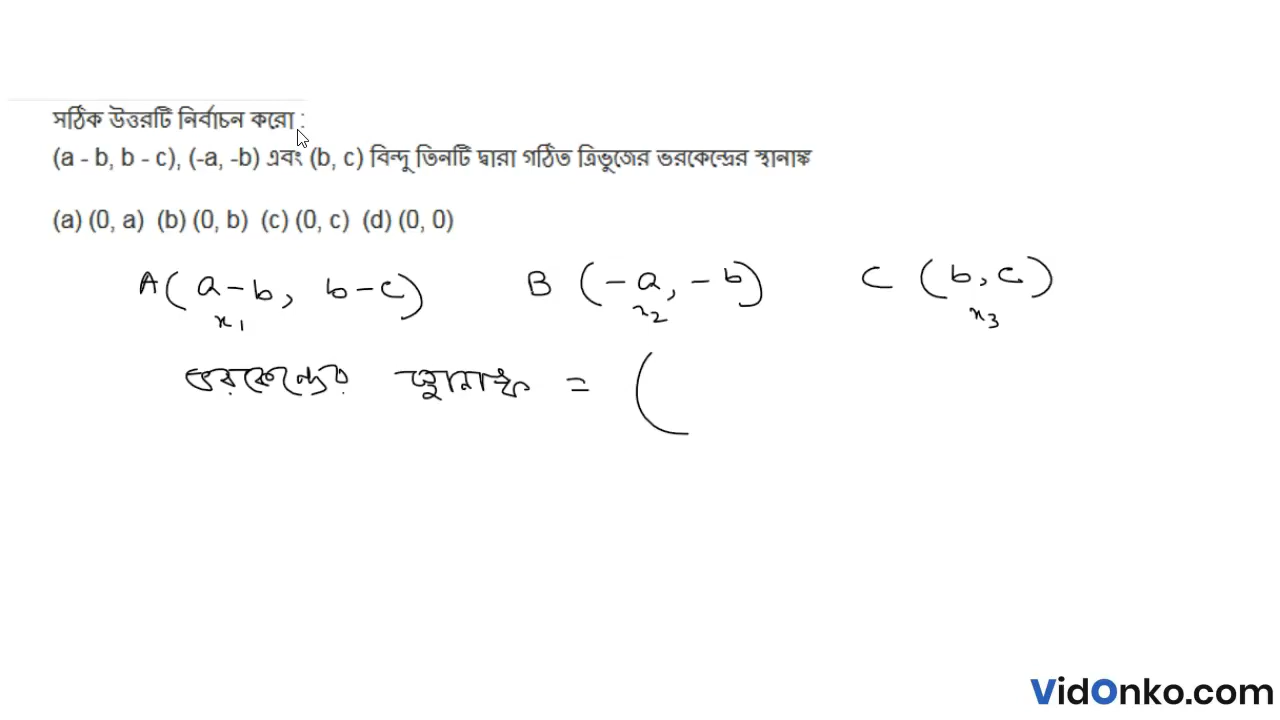 সঠিক উত্তরটি নির্বাচন করো :
(a - b, b - c), (-a, -b) এবং (b, c) বিন্দু তিনটি দ্বারা গঠিত ত্রিভুজের ভরকেন্দ্রের স্থানাঙ্ক
(a) (0, a) (b) (0, b) (c) (0, c) (d) (0, 0)
A(a-b, b-c) B(-a, -b) C(b, c)
x₁ x₂ x₃
ভরকেন্দ্রের স্থানাঙ্ক = (
VidOnko.com